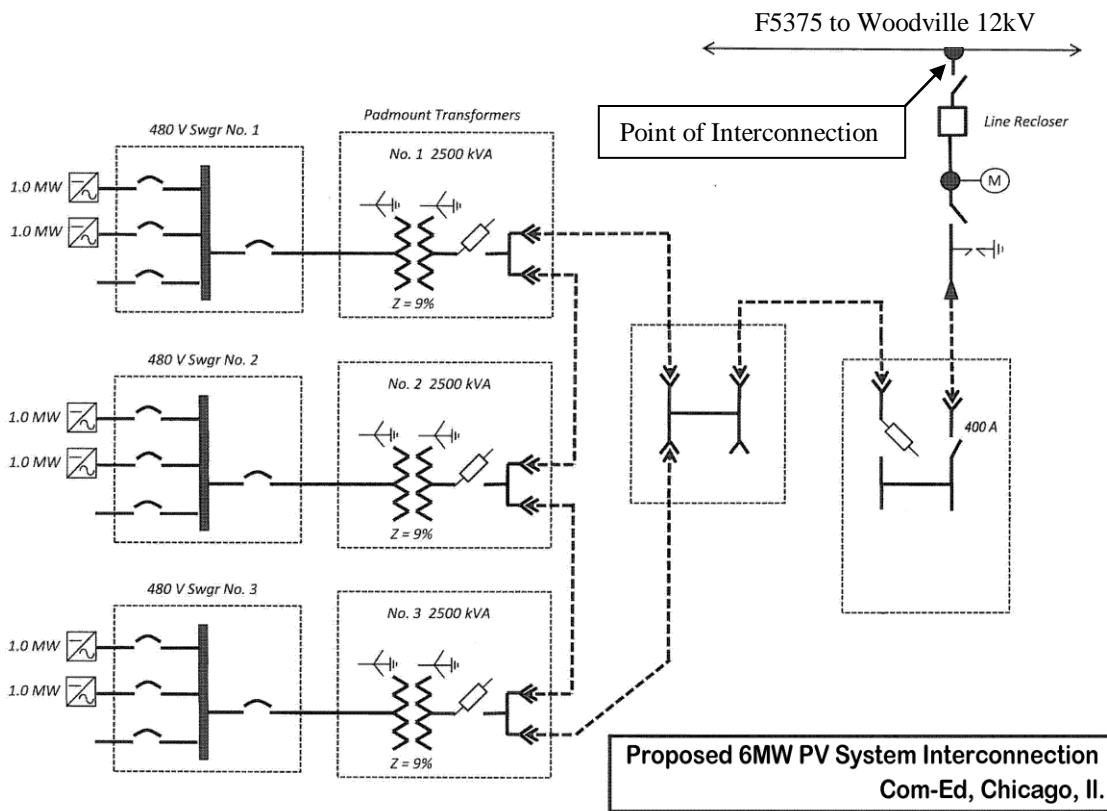 F5375 to Woodville 12kV
Point of Interconnection
Line Recloser
M
Padmount Transformers
480 V Swgr No. 1
No. 1 2500 kVA
1.0 MW
1.0 MW
Z = 9%
480 V Swgr No. 2
No. 2 2500 kVA
1.0 MW
1.0 MW
Z = 9%
400 A
480 V Swgr No. 3
No. 3 2500 kVA
1.0 MW
1.0 MW
Z = 9%
Proposed 6MW PV System Interconnection
Com-Ed, Chicago, Il.